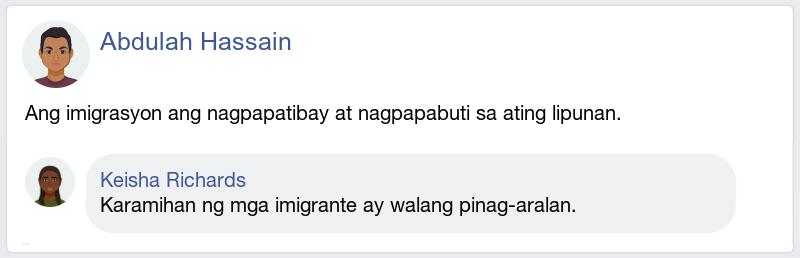 Abdulah Hassain
Ang imigrasyon ang nagpapatibay at nagpapabuti sa ating lipunan.
Keisha Richards
Karamihan ng mga imigrante ay walang pinag-aralan.